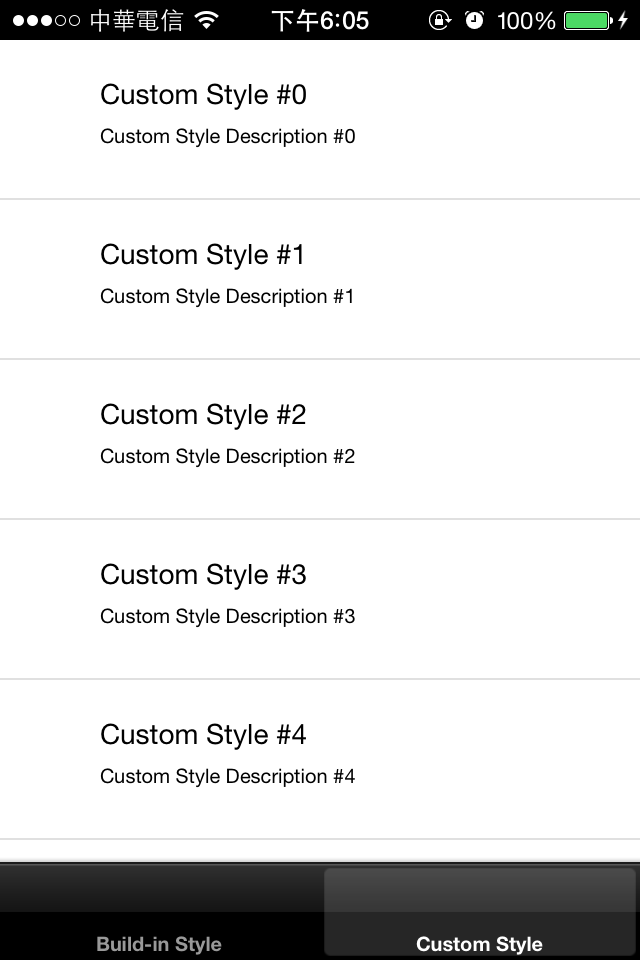 中華電信 下午6:05 100%
Custom Style #0
Custom Style Description #0
Custom Style #1
Custom Style Description #1
Custom Style #2
Custom Style Description #2
Custom Style #3
Custom Style Description #3
Custom Style #4
Custom Style Description #4
Build-in Style Custom Style